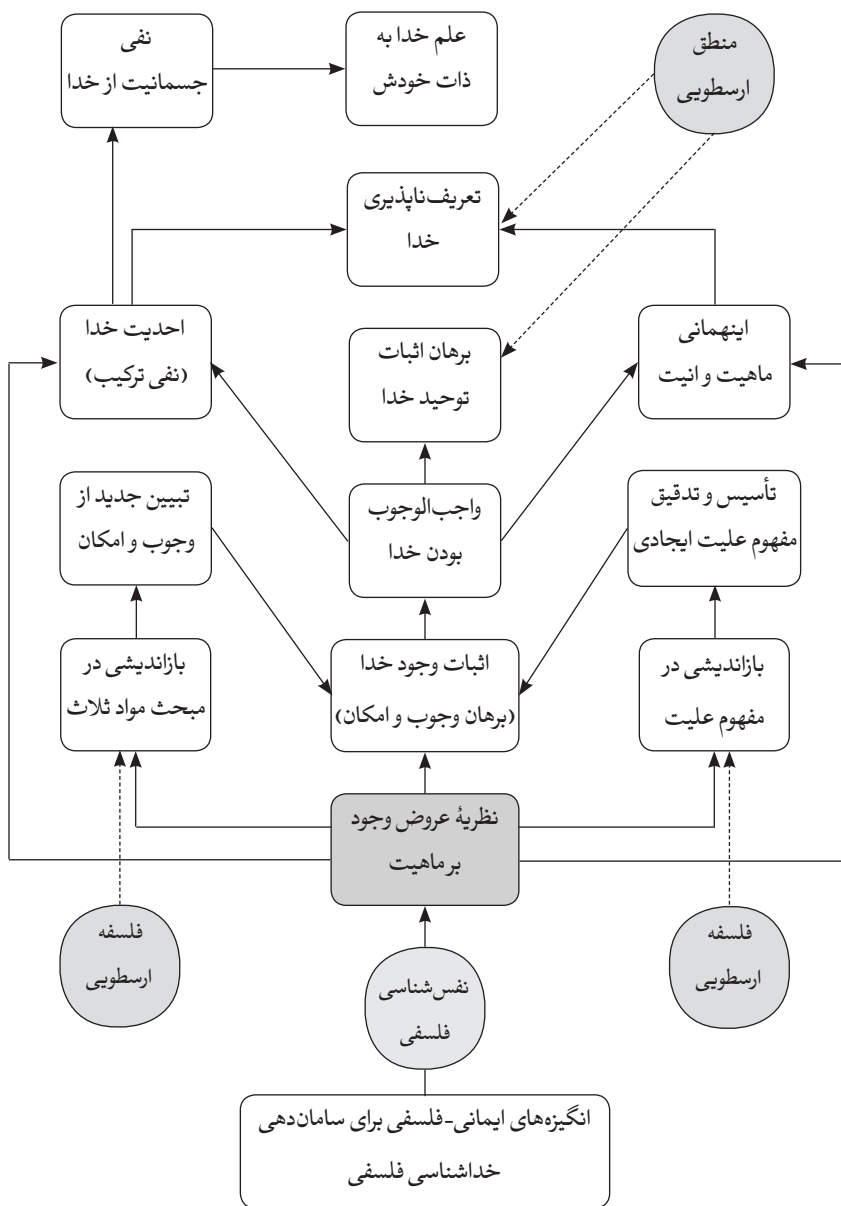 منطق
ارسطویی
علم خدا به
ذات خودش
نفی
جسمانیت از خدا
تعریف‌ناپذیری
خدا
اینهمانی
ماهیت و انیت
برهان اثبات
توحید خدا
احدیت خدا
(نفی ترکیب)
تأسیس و تدقیق
مفهوم علیت ایجادی
واجب‌الوجوب
بودن خدا
تبیین جدید از
وجوب و امکان
بازاندیشی در
مفهوم علیت
اثبات وجود خدا
(برهان وجوب و امکان)
بازاندیشی در
مبحث مواد ثلاث
نظریۀ عروض وجود
بر ماهیت
فلسفه
ارسطویی
نفس‌شناسی
فلسفی
فلسفه
ارسطویی
انگیزه‌های ایمانی-فلسفی برای سامان‌دهی
خداشناسی فلسفی